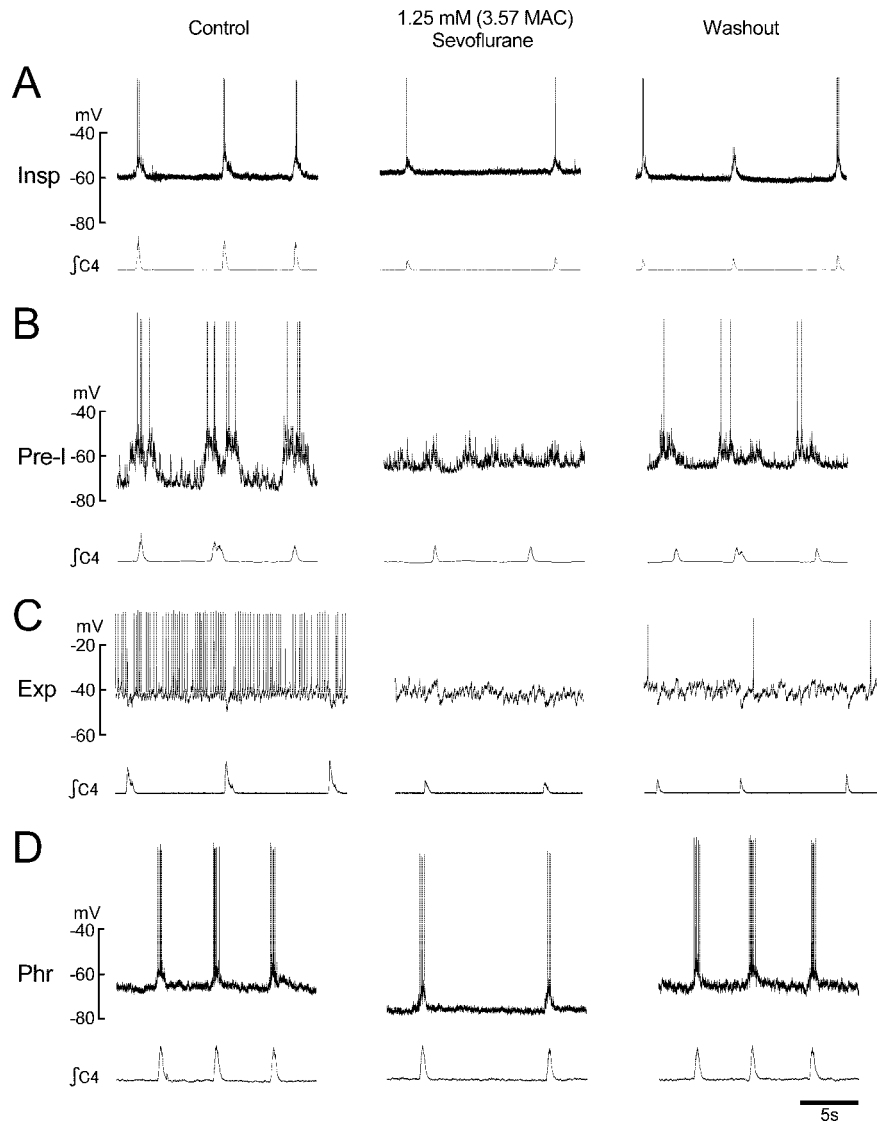 Control
1.25 mM (3.57 MAC)
Sevoflurane
Washout
A
mV
-40
Insp
-60
-80
∫C4
B
mV
-40
Pre-I
-60
-80
∫C4
C
mV
-20
Exp
-40
-60
∫C4
D
mV
-40
Phr
-60
-80
∫C4
5s